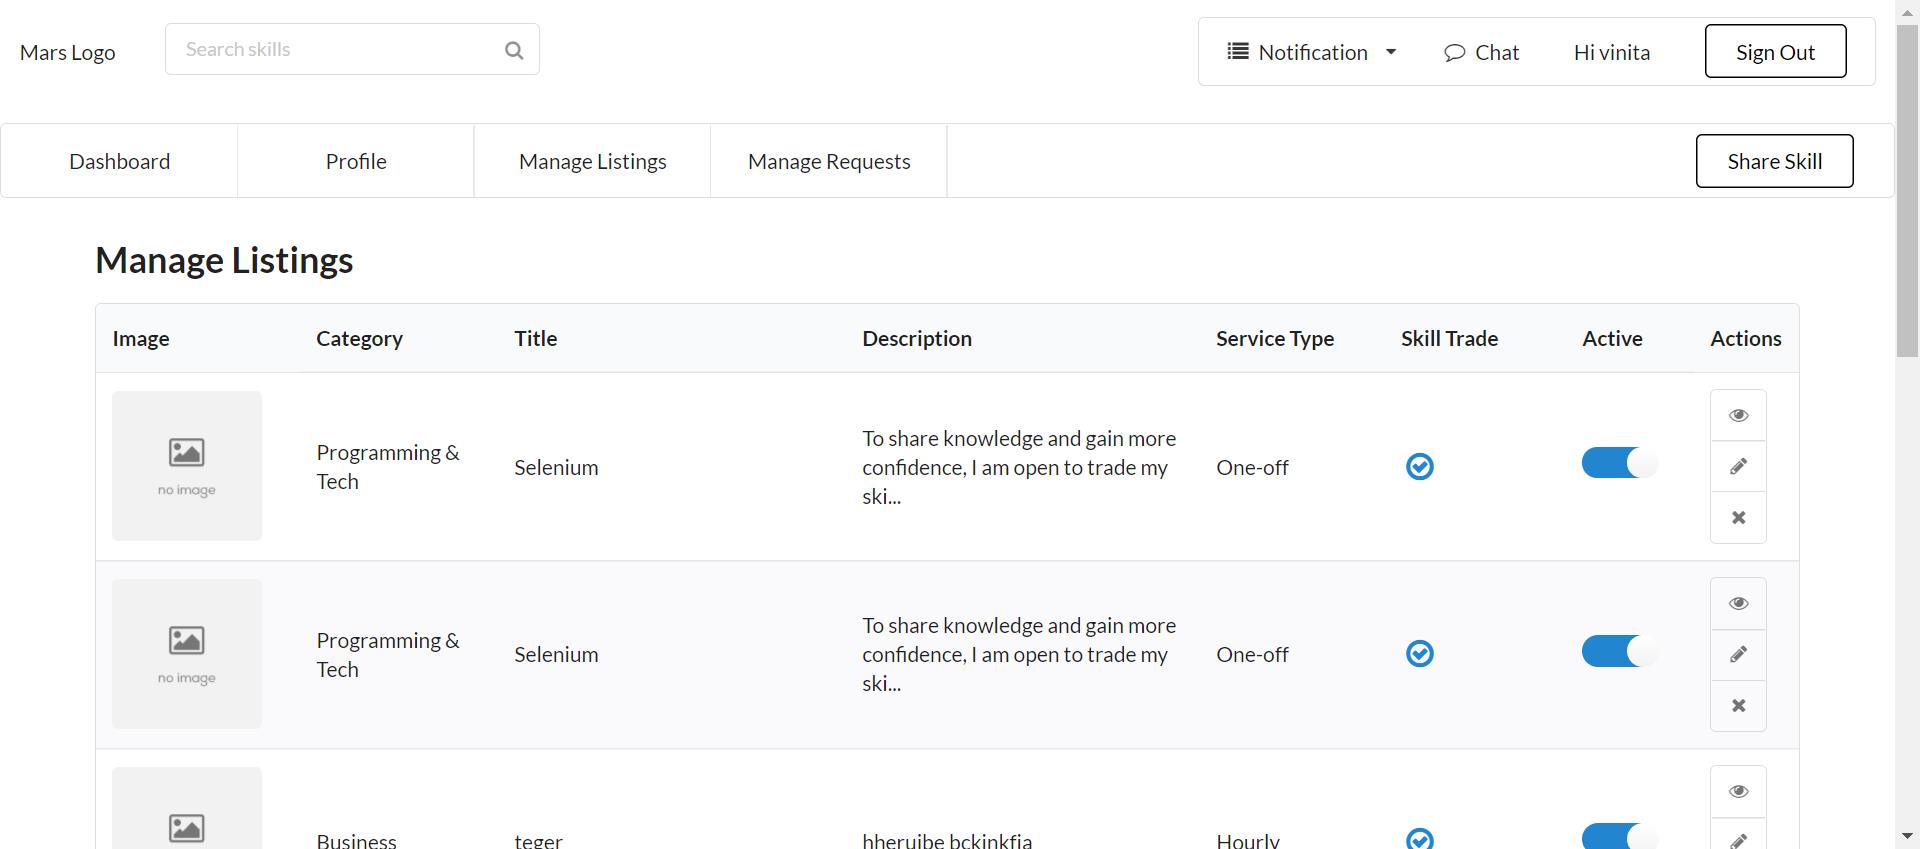 Mars Logo
Search skills
Notification
Chat
Hi vinita
Sign Out
Dashboard
Profile
Manage Listings
Manage Requests
Share Skill
Manage Listings
Image
Category
Title
Description
Service Type
Skill Trade
Active
Actions
no image
Programming &
Tech
Selenium
To share knowledge and gain more
confidence, I am open to trade my
ski...
One-off
no image
Programming &
Tech
Selenium
To share knowledge and gain more
confidence, I am open to trade my
ski...
One-off
Business
teger
hheruibe bckinkfia
Hourly